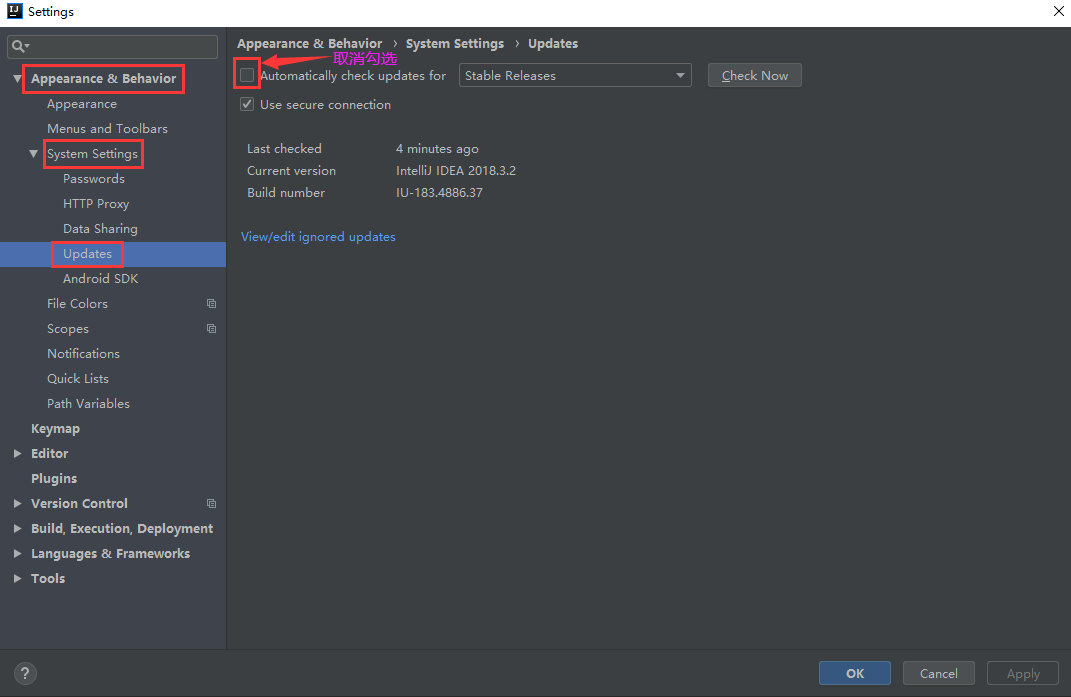 Settings
Appearance & Behavior
Appearance
Menus and Toolbars
System Settings
Passwords
HTTP Proxy
Data Sharing
Updates
Android SDK
File Colors
Scopes
Notifications
Quick Lists
Path Variables
Keymap
Editor
Plugins
Version Control
Build, Execution, Deployment
Languages & Frameworks
Tools
Appearance & Behavior › System Settings › Updates
取消勾选
Automatically check updates for Stable Releases Check Now
Use secure connection
Last checked 4 minutes ago
Current version IntelliJ IDEA 2018.3.2
Build number IU-183.4886.37
View/edit ignored updates
? OK Cancel Apply